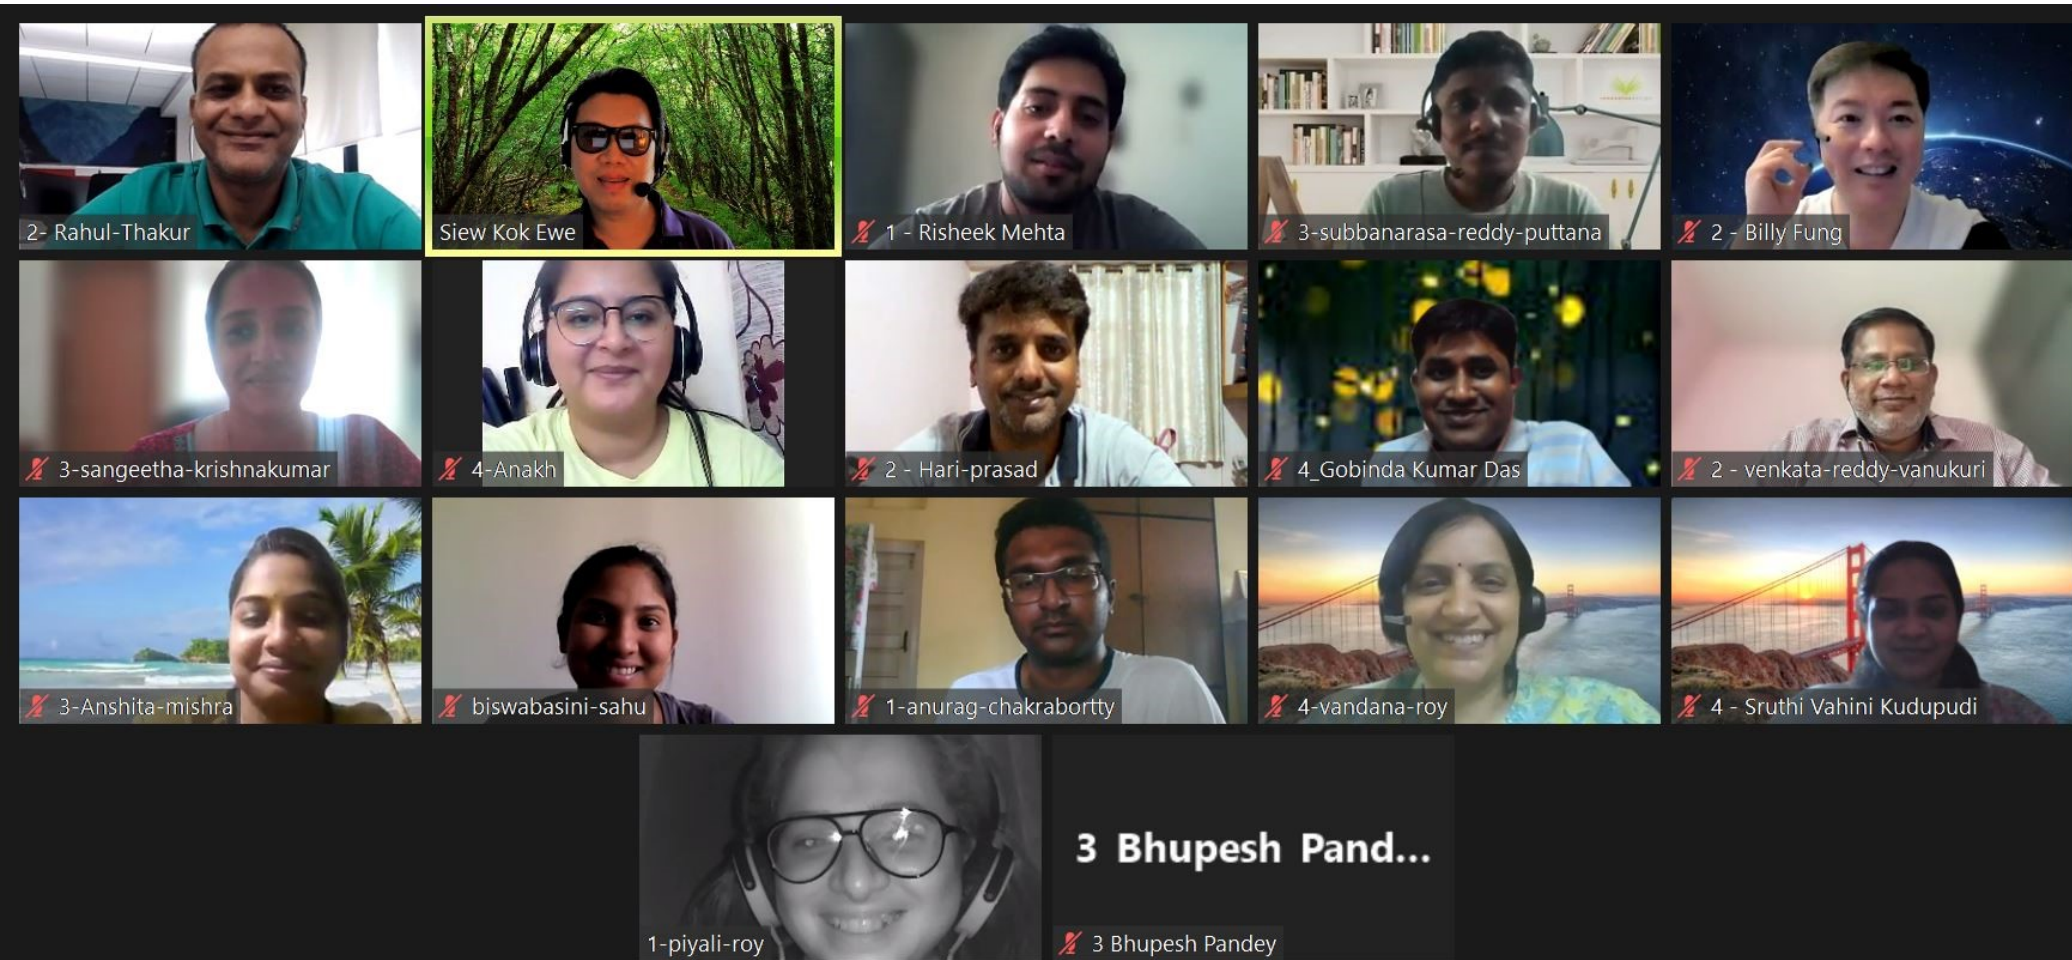 2- Rahul-Thakur
Siew Kok Ewe
1 - Risheek Mehta
3-subbanarasa-reddy-puttana
2 - Billy Fung
3-sangeetha-krishnakumar
4-Anakh
2 - Hari-prasad
4_Gobinda Kumar Das
2 - venkata-reddy-vanukuri
3-Anshita-mishra
biswabasini-sahu
1-anurag-chakrabortty
4-vandana-roy
4 - Sruthi Vahini Kudupudi
1-piyali-roy
3 Bhupesh Pand...
3 Bhupesh Pandey